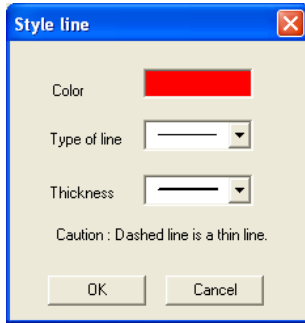 Style line
Color
Type of line
Thickness
Caution : Dashed line is a thin line.
OK
Cancel